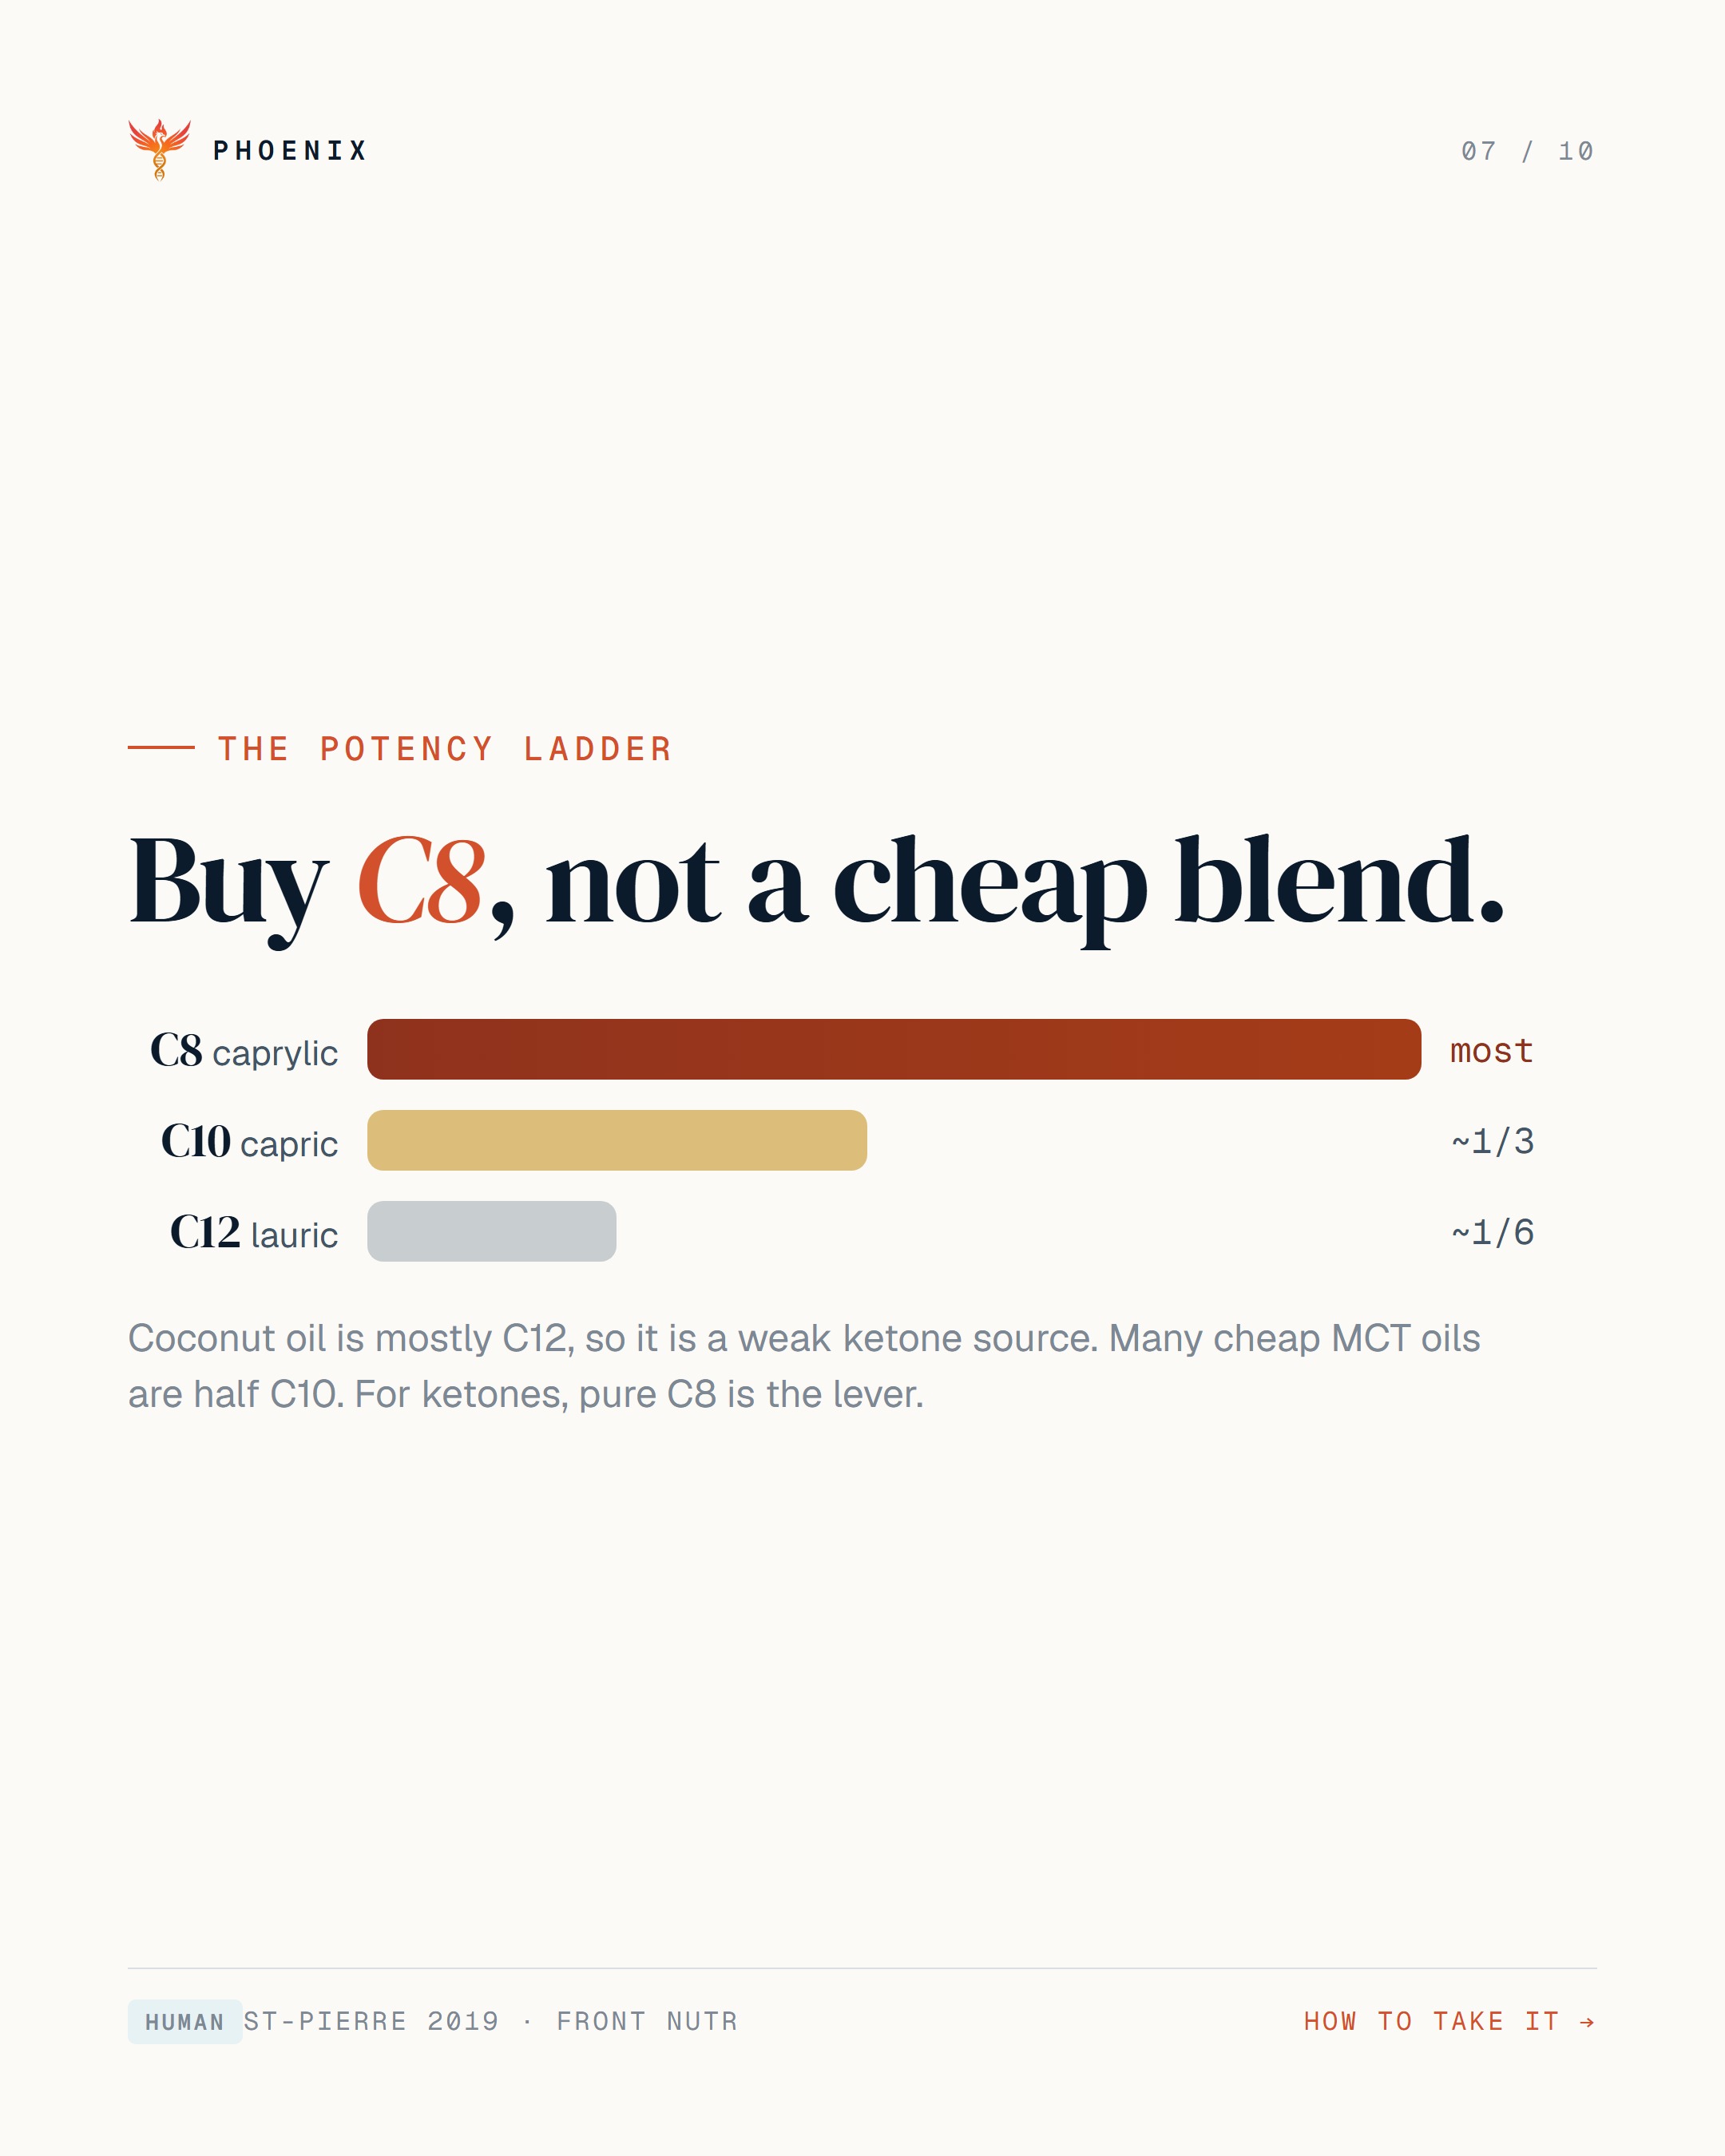 PHOENIX
07 / 10
THE POTENCY LADDER
Buy C8, not a cheap blend.
C8 caprylic most
C10 capric ~1/3
C12 lauric ~1/6
Coconut oil is mostly C12, so it is a weak ketone source. Many cheap MCT oils
are half C10. For ketones, pure C8 is the lever.
HUMAN ST-PIERRE 2019 · FRONT NUTR
HOW TO TAKE IT →